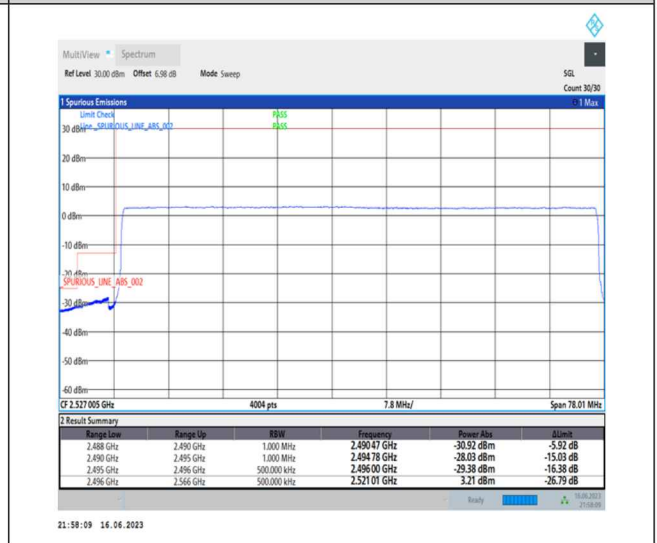 MultiView Spectrum
Ref Level 30.00 dBm Offset 6.98 dB Mode Sweep SGL
Count 30/30
1 Spurious Emissions 1 Max
Limit Check PASS
Line _SPURIOUS_LINE_ABS_002 PASS
30 dBm
20 dBm
10 dBm
0 dBm
-10 dBm
-20 dBm
SPURIOUS_LINE_ABS_002
-30 dBm
-40 dBm
-50 dBm
-60 dBm
CF 2.527 005 GHz 4004 pts 7.8 MHz/ Span 78.01 MHz
2 Result Summary
Range Low Range Up RBW Frequency Power Abs ΔLimit
2.488 GHz 2.490 GHz 1.000 MHz 2.490 47 GHz -30.92 dBm -5.92 dB
2.490 GHz 2.495 GHz 1.000 MHz 2.494 78 GHz -28.03 dBm -15.03 dB
2.495 GHz 2.496 GHz 500.000 kHz 2.496 00 GHz -29.38 dBm -16.38 dB
2.496 GHz 2.566 GHz 500.000 kHz 2.521 01 GHz 3.21 dBm -26.79 dB
Ready 16.06.2023
21:58:09
21:58:09 16.06.2023